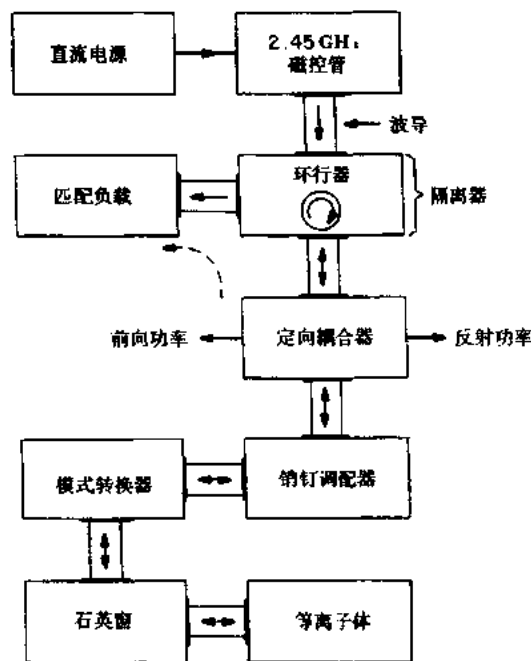 直流电源
2.45GHz
磁控管
波导
匹配负载
环行器
隔离器
前向功率
定向耦合器
反射功率
模式转换器
销钉调配器
石英窗
等离子体